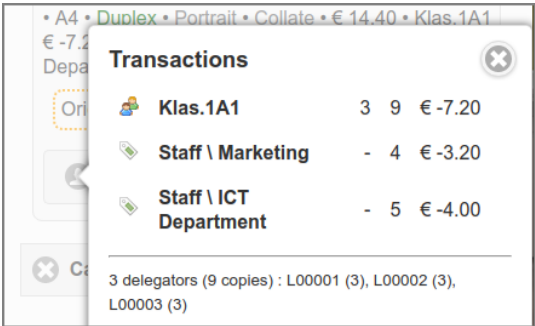 • A4 • Duplex • Portrait • Collate • € 14.40 • Klas.1A1
€ -7.2
Depa
Transactions
Ori
Klas.1A1 3 9 € -7.20
Staff \ Marketing - 4 € -3.20
Staff \ ICT
Department - 5 € -4.00
Ca
3 delegators (9 copies) : L00001 (3), L00002 (3),
L00003 (3)